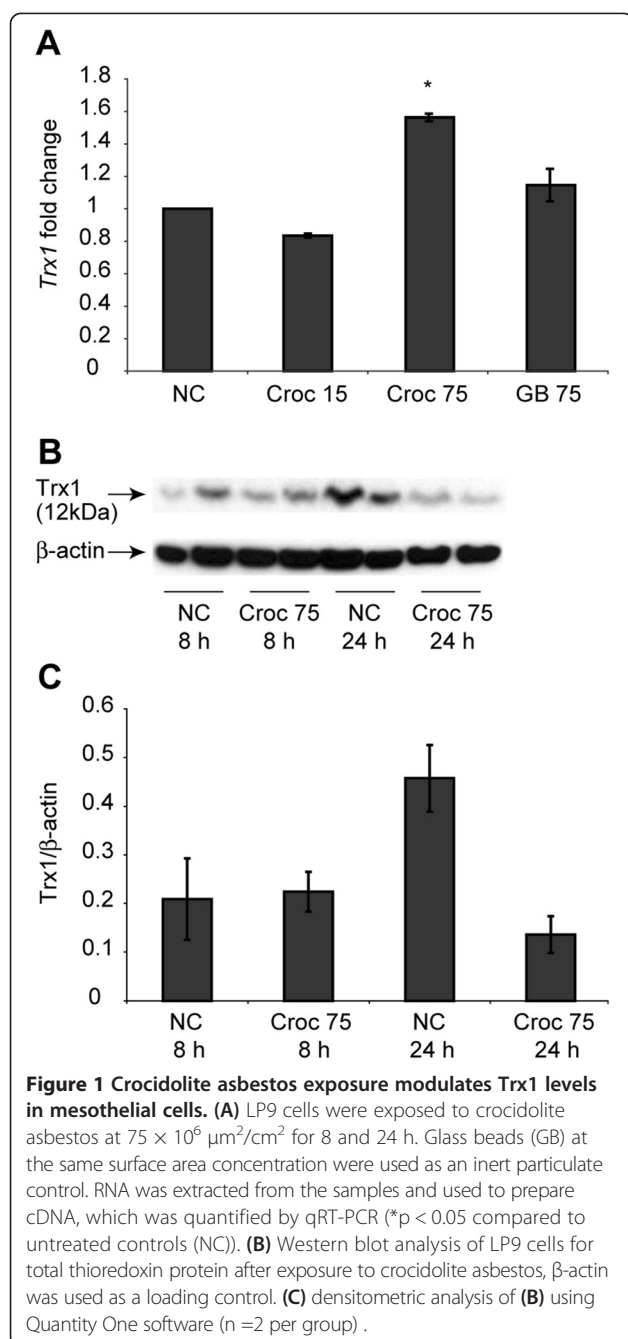 A
Trx1 fold change
1.8
1.6
1.4
1.2
1
0.8
0.6
0.4
0.2
0
*
NC Croc 15 Croc 75 GB 75
B
Trx1
(12kDa)
β-actin
NC Croc 75 NC Croc 75
8 h 8 h 24 h 24 h
C
Trx1/β-actin
0.6
0.5
0.4
0.3
0.2
0.1
0
NC Croc 75 NC Croc 75
8 h 8 h 24 h 24 h
Figure 1 Crocidolite asbestos exposure modulates Trx1 levels
in mesothelial cells. (A) LP9 cells were exposed to crocidolite
asbestos at 75 × 10⁶ μm²/cm² for 8 and 24 h. Glass beads (GB) at
the same surface area concentration were used as an inert particulate
control. RNA was extracted from the samples and used to prepare
cDNA, which was quantified by qRT-PCR (*p < 0.05 compared to
untreated controls (NC)). (B) Western blot analysis of LP9 cells for
total thioredoxin protein after exposure to crocidolite asbestos, β-actin
was used as a loading control. (C) densitometric analysis of (B) using
Quantity One software (n =2 per group) .